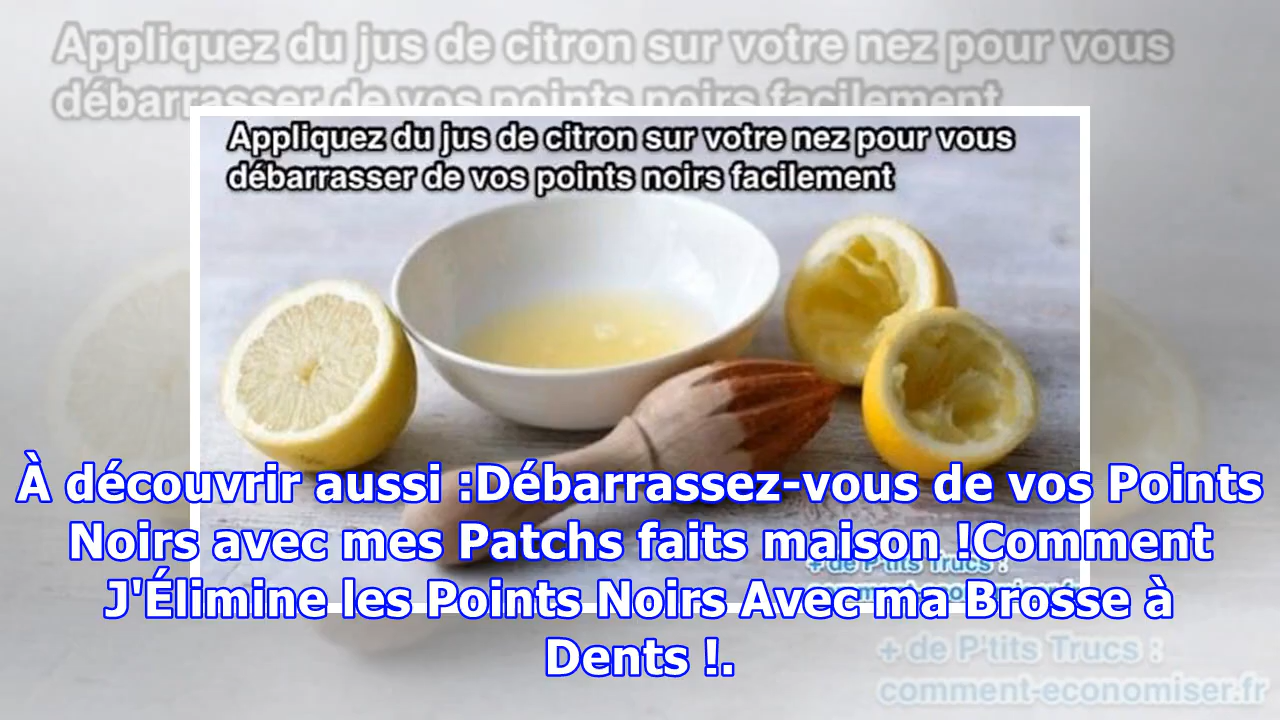 Appliquez du jus de citron sur votre nez pour vous
débarrasser de vos points noirs facilement
Appliquez du jus de citron sur votre nez pour vous
débarrasser de vos points noirs facilement
À découvrir aussi :Débarrassez-vous de vos Points
Noirs avec mes Patchs faits maison !Comment
J'Élimine les Points Noirs Avec ma Brosse à
Dents !.
+ de P'tits Trucs :
+ de P'tits Trucs :
comment-economiser.fr